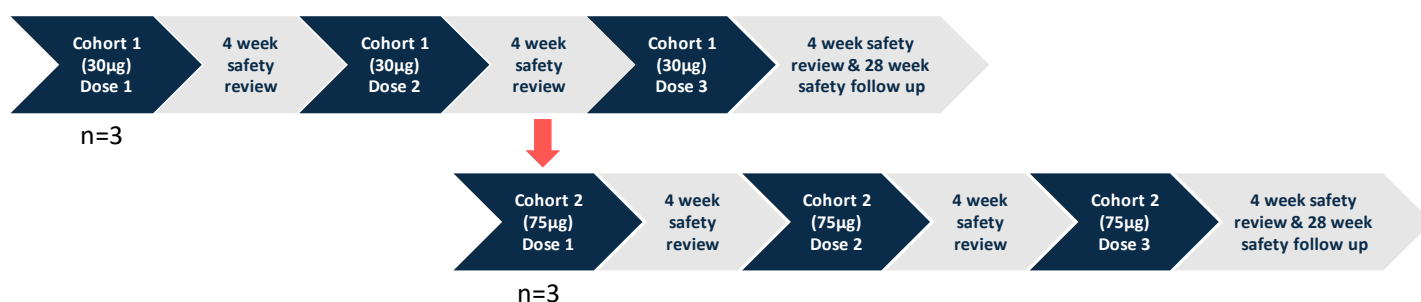 Cohort 1
(30µg)
Dose 1
4 week
safety
review
Cohort 1
(30µg)
Dose 2
4 week
safety
review
Cohort 1
(30µg)
Dose 3
4 week safety
review & 28 week
safety follow up
n=3
Cohort 2
(75µg)
Dose 1
4 week
safety
review
Cohort 2
(75µg)
Dose 2
4 week
safety
review
Cohort 2
(75µg)
Dose 3
4 week safety
review & 28 week
safety follow up
n=3